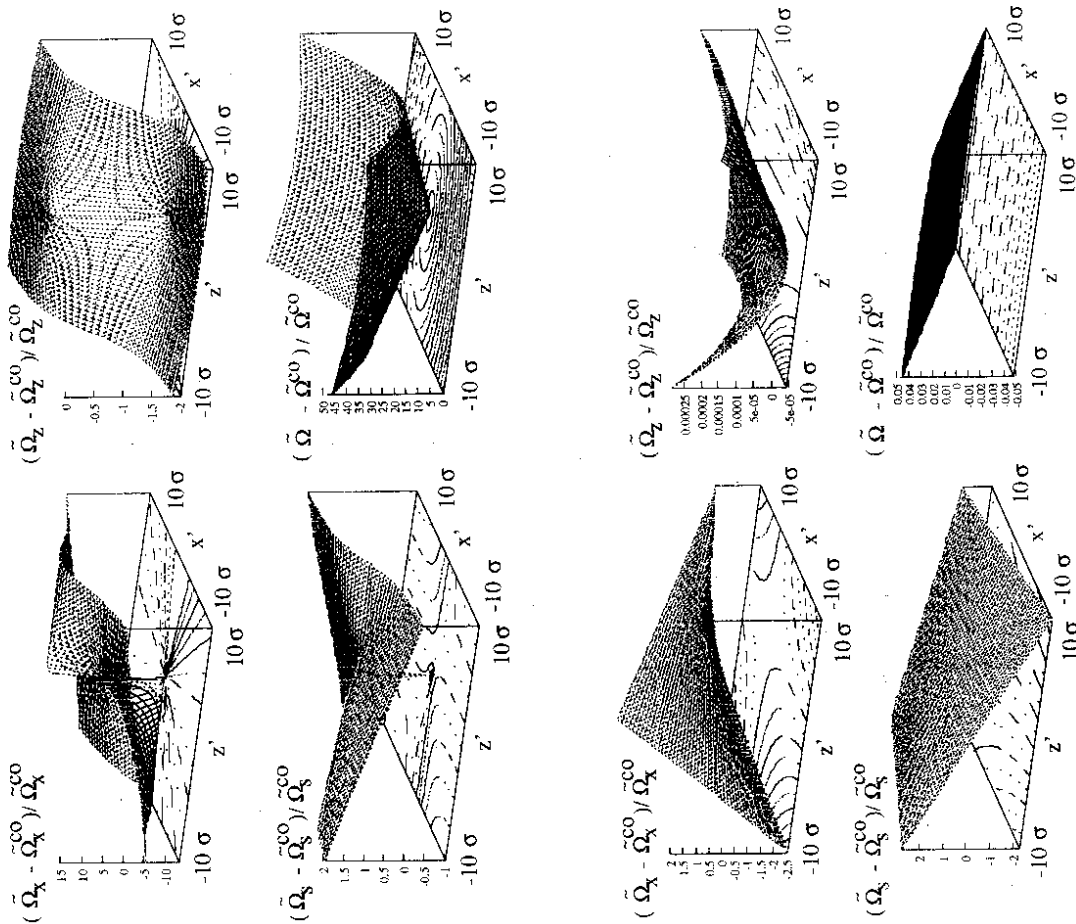 ( Ω̃x - Ω̃x^CO)/ Ω̃x^CO
15
10
5
0
-5
-10
-10 σ
z'
10 σ
-10 σ
x'
10 σ
( Ω̃z - Ω̃z^CO)/ Ω̃z^CO
0
-0.5
-1
-1.5
-2
-10 σ
z'
10 σ
-10 σ
x'
10 σ
( Ω̃s - Ω̃s^CO)/ Ω̃s^CO
2
1.5
1
0.5
0
-0.5
-1
-10 σ
z'
10 σ
-10 σ
x'
10 σ
( Ω̃ - Ω̃^CO) / Ω̃^CO
50
45
40
35
30
25
20
15
10
5
0
-10 σ
z'
10 σ
-10 σ
x'
10 σ
( Ω̃x - Ω̃x^CO)/ Ω̃x^CO
2
1.5
1
0.5
0
-0.5
-1
-1.5
-2
-2.5
-10 σ
z'
10 σ
-10 σ
x'
10 σ
( Ω̃z - Ω̃z^CO)/ Ω̃z^CO
0.00025
0.0002
0.00015
0.0001
5e-05
0
-5e-05
-10 σ
z'
10 σ
-10 σ
x'
10 σ
( Ω̃s - Ω̃s^CO)/ Ω̃s^CO
2
1
0
-1
-2
-10 σ
z'
10 σ
-10 σ
x'
10 σ
( Ω̃ - Ω̃^CO) / Ω̃^CO
0.05
0.04
0.03
0.02
0.01
0
-0.01
-0.02
-0.03
-0.04
-0.05
-10 σ
z'
10 σ
-10 σ
x'
10 σ